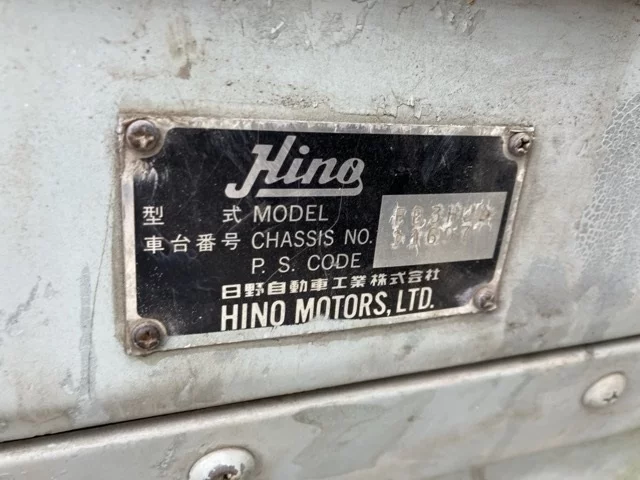 Hino
型 式 MODEL
車台番号 CHASSIS NO.
P. S. CODE
日野自動車工業株式会社
HINO MOTORS, LTD.